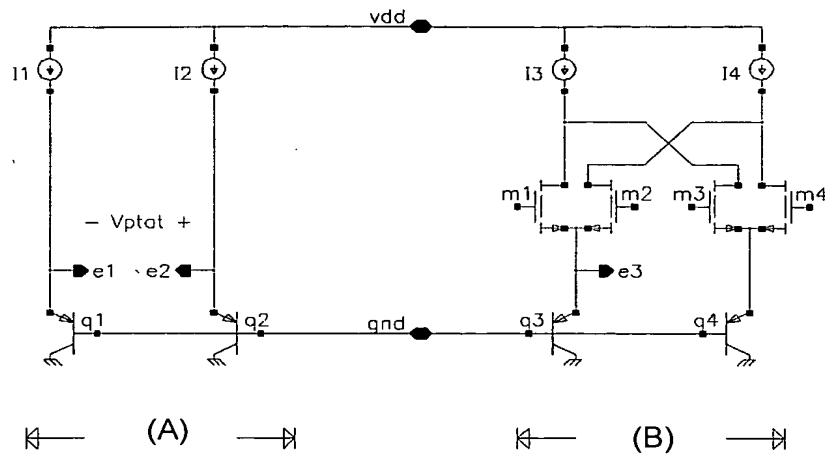 vdd
I1 I2 I3 I4
m1 m2 m3 m4
- Vptat +
e1 e2 e3
q1 q2 gnd q3 q4
(A) (B)